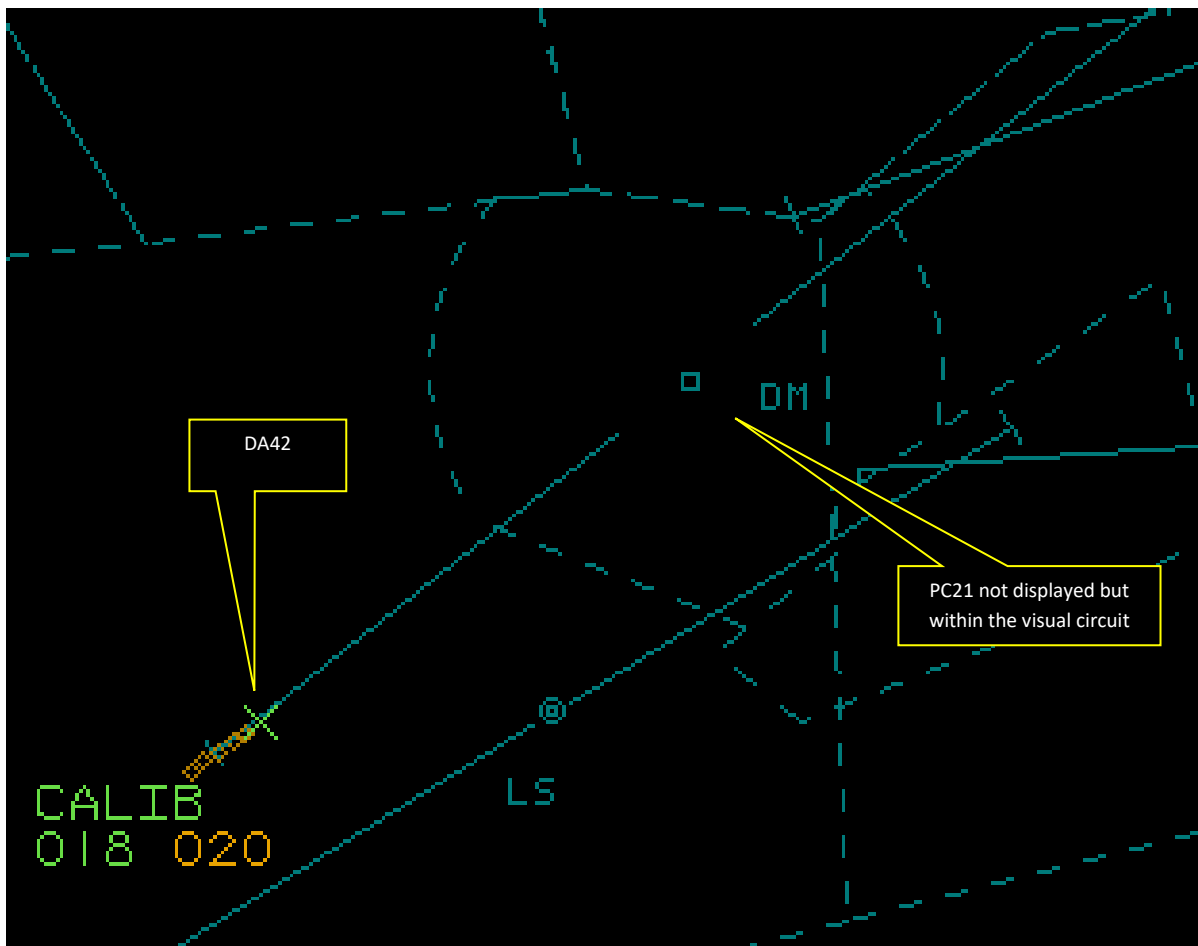 DM
DA42
PC21 not displayed but
within the visual circuit
LS
CALIB
018 020